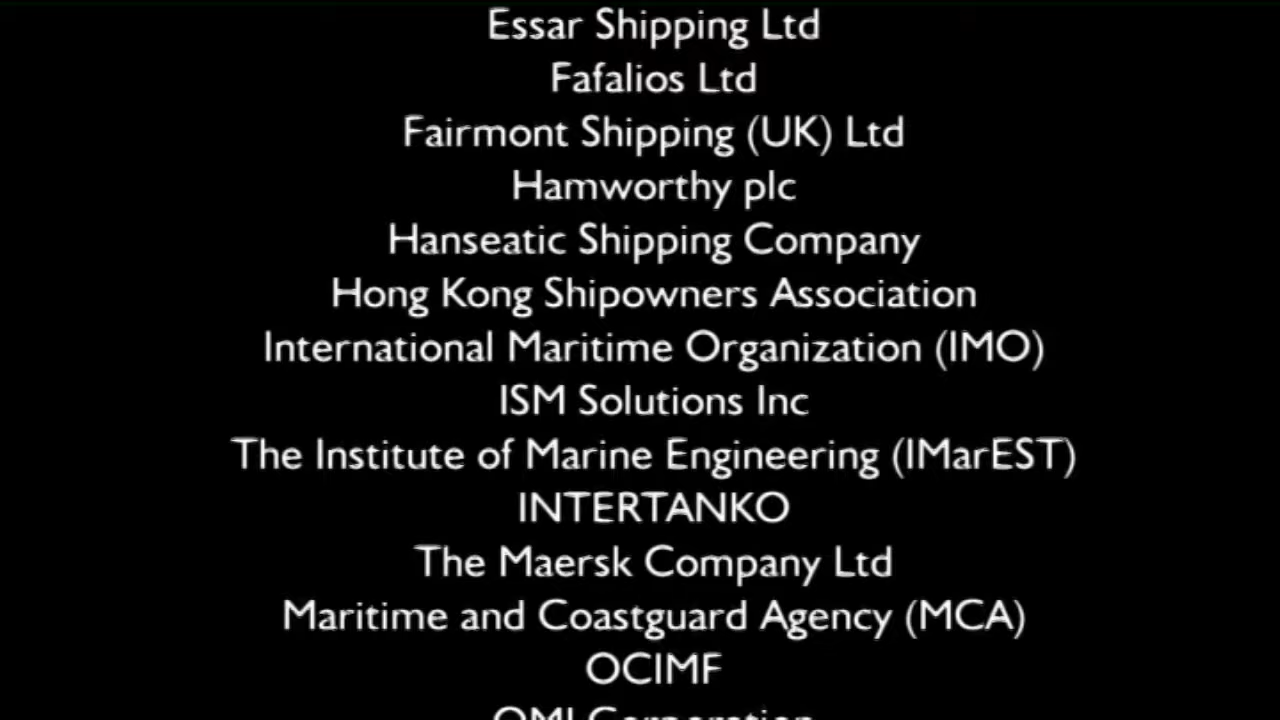 Essar Shipping Ltd
Fafalios Ltd
Fairmont Shipping (UK) Ltd
Hamworthy plc
Hanseatic Shipping Company
Hong Kong Shipowners Association
International Maritime Organization (IMO)
ISM Solutions Inc
The Institute of Marine Engineering (IMarEST)
INTERTANKO
The Maersk Company Ltd
Maritime and Coastguard Agency (MCA)
OCIMF
OMI Corporation